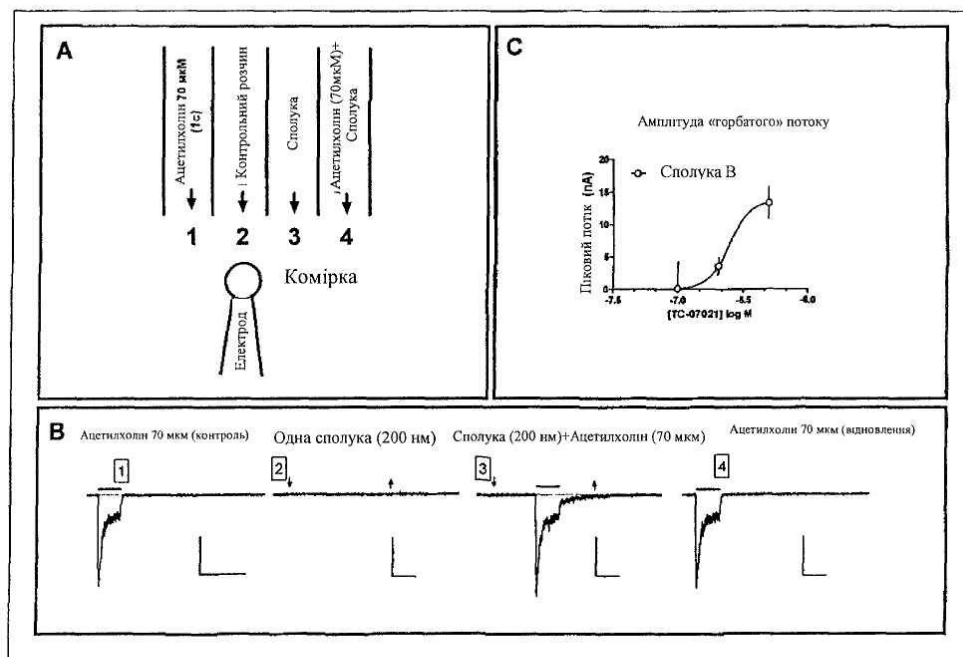 A
Ацетилхолін 70 мкМ
(1с)
Контрольний розчин
Сполука
Ацетилхолін (70мкМ)+
Сполука
1
2
3
4
Комірка
Електрод
C
Амплітуда «горбатого» потоку
Сполука В
Піковий потік (nA)
20
15
10
5
0
-7.5
-7.0
-6.5
-6.0
[TC-07021] log M
B
Ацетилхолін 70 мкм (контроль)
Одна сполука (200 нм)
Сполука (200 нм)+Ацетилхолін (70 мкм)
Ацетилхолін 70 мкм (відновлення)
1
2
3
4